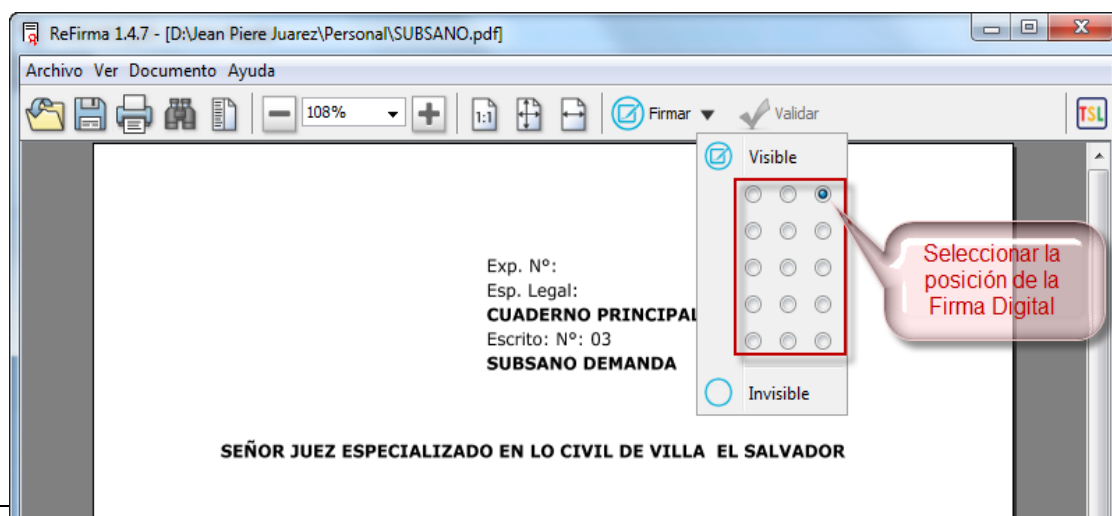 ReFirma 1.4.7 - [D:\Jean Piere Juarez\Personal\SUBSANO.pdf]
Archivo Ver Documento Ayuda
108% 1:1 Firmar Validar TSL
Visible
Seleccionar la
posición de la
Firma Digital
Invisible
Exp. Nº:
Esp. Legal:
CUADERNO PRINCIPAL
Escrito: Nº: 03
SUBSANO DEMANDA
SEÑOR JUEZ ESPECIALIZADO EN LO CIVIL DE VILLA EL SALVADOR